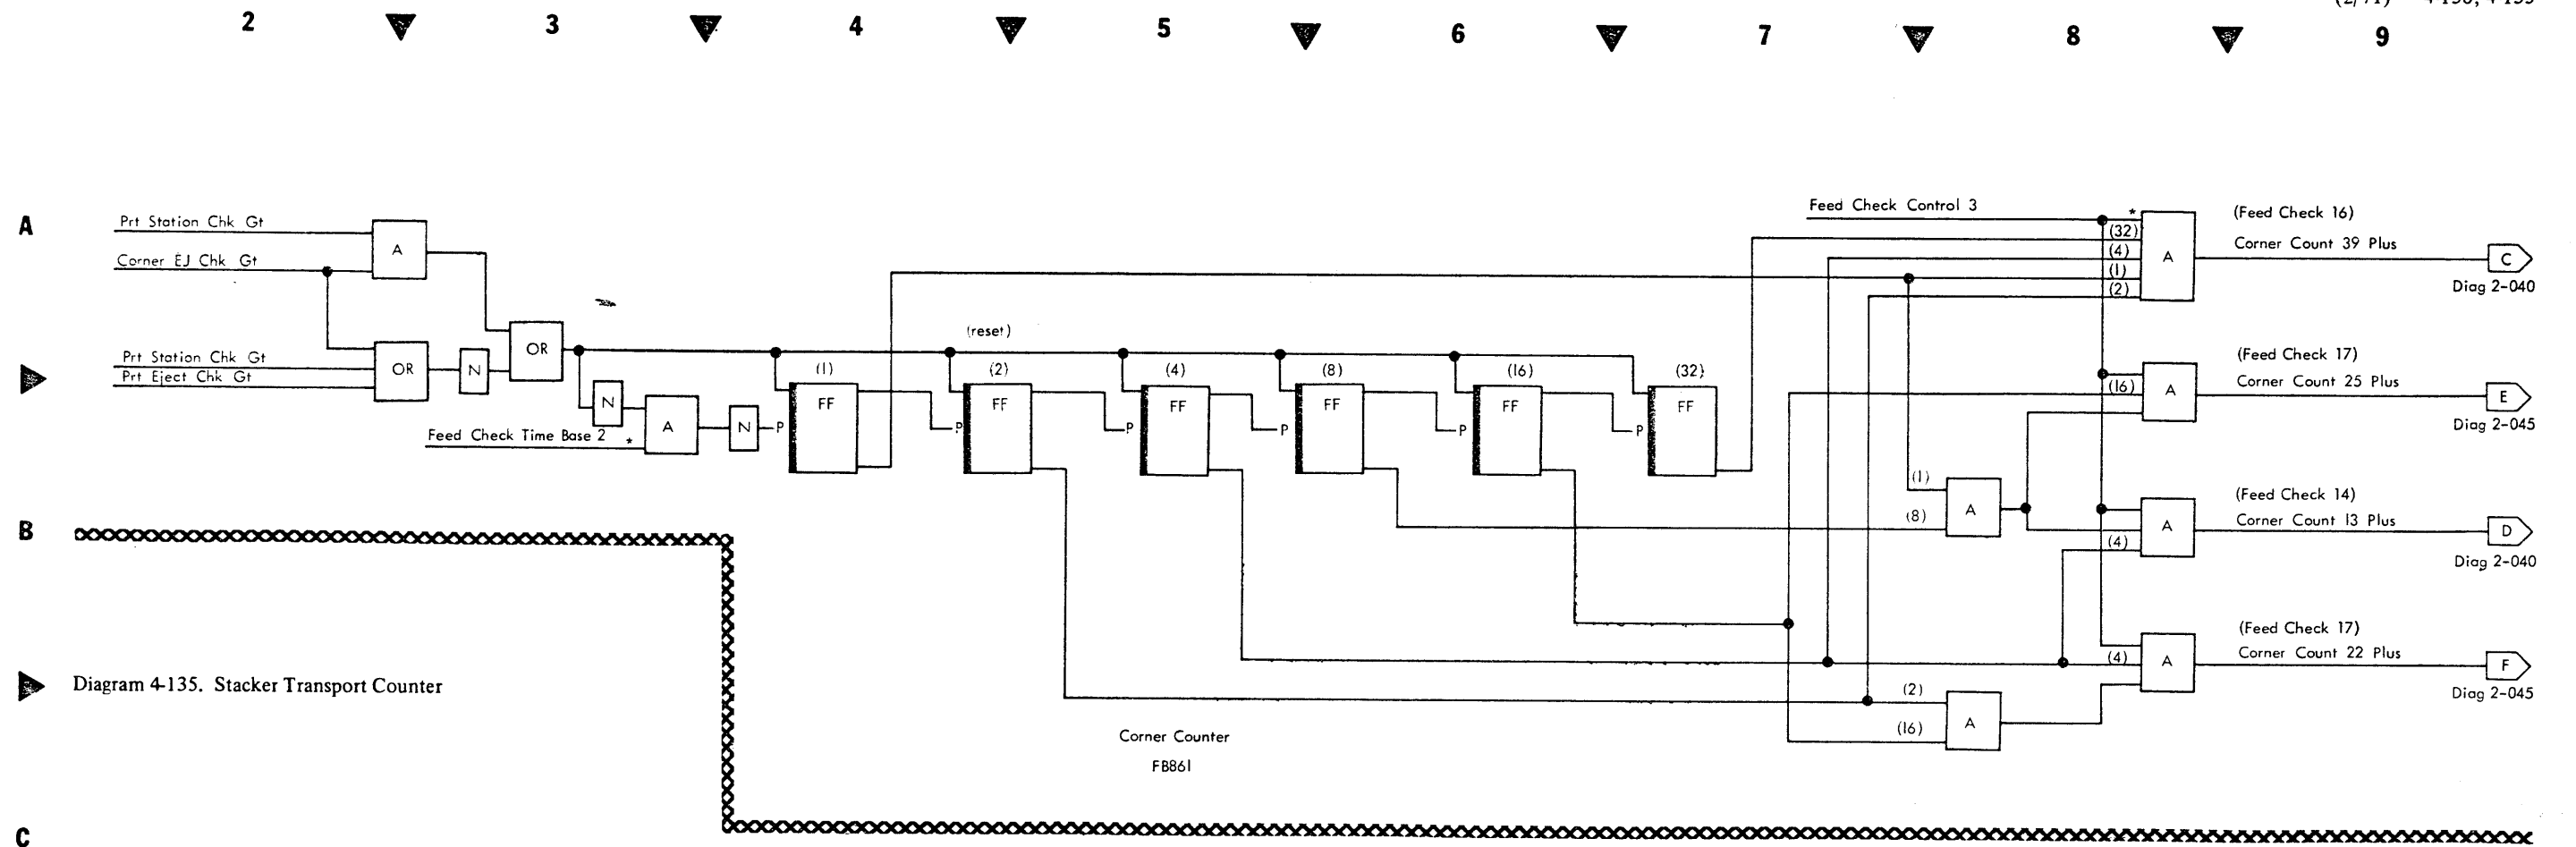 2 3 4 5 6 7 8 9
A
Prt Station Chk Gt
Corner EJ Chk Gt
A
Prt Station Chk Gt
Prt Eject Chk Gt
OR
N
OR
N
Feed Check Time Base 2 *
A
N
P
(reset)
(1)
FF
P
(2)
FF
P
(4)
FF
P
(8)
FF
P
(16)
FF
P
(32)
FF
Feed Check Control 3
*
(32)
(4)
(1)
(2)
A
(Feed Check 16)
Corner Count 39 Plus
C
Diag 2-040
(16)
A
(Feed Check 17)
Corner Count 25 Plus
E
Diag 2-045
B
(1)
(8)
A
(4)
A
(Feed Check 14)
Corner Count 13 Plus
D
Diag 2-040
(4)
A
(Feed Check 17)
Corner Count 22 Plus
F
Diag 2-045
(2)
(16)
A
Diagram 4-135. Stacker Transport Counter
Corner Counter
FB861
C